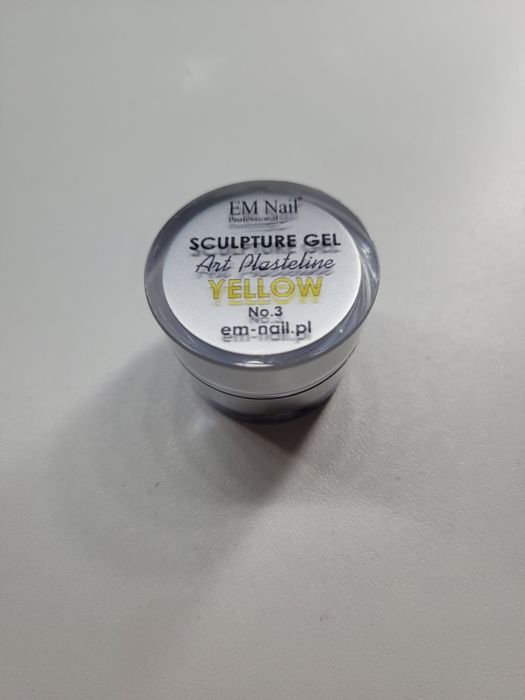 EM Nail
Professional
SCULPTURE GEL
Art Plasteline
YELLOW
No.3
em-nail.pl